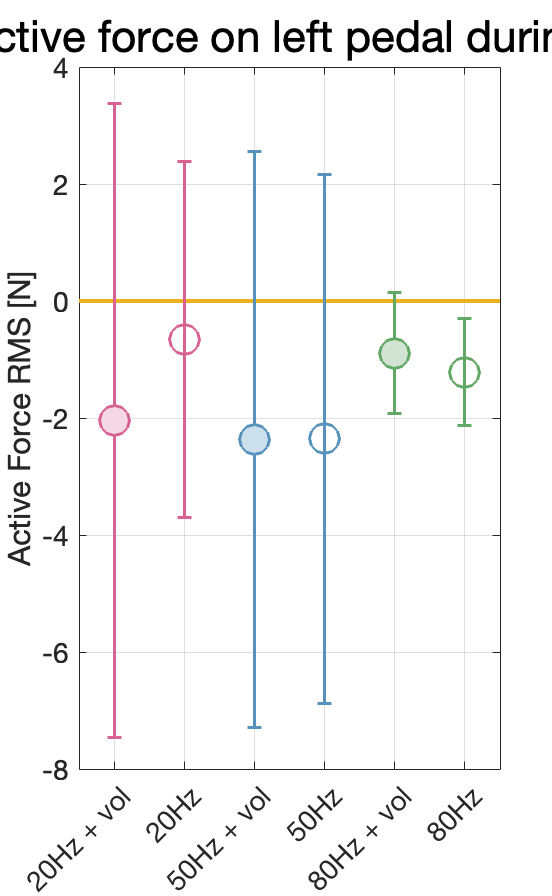 ctive force on left pedal durin
4
2
0
-2
-4
-6
-8
Active Force RMS [N]
20Hz + vol
20Hz
50Hz + vol
50Hz
80Hz + vol
80Hz